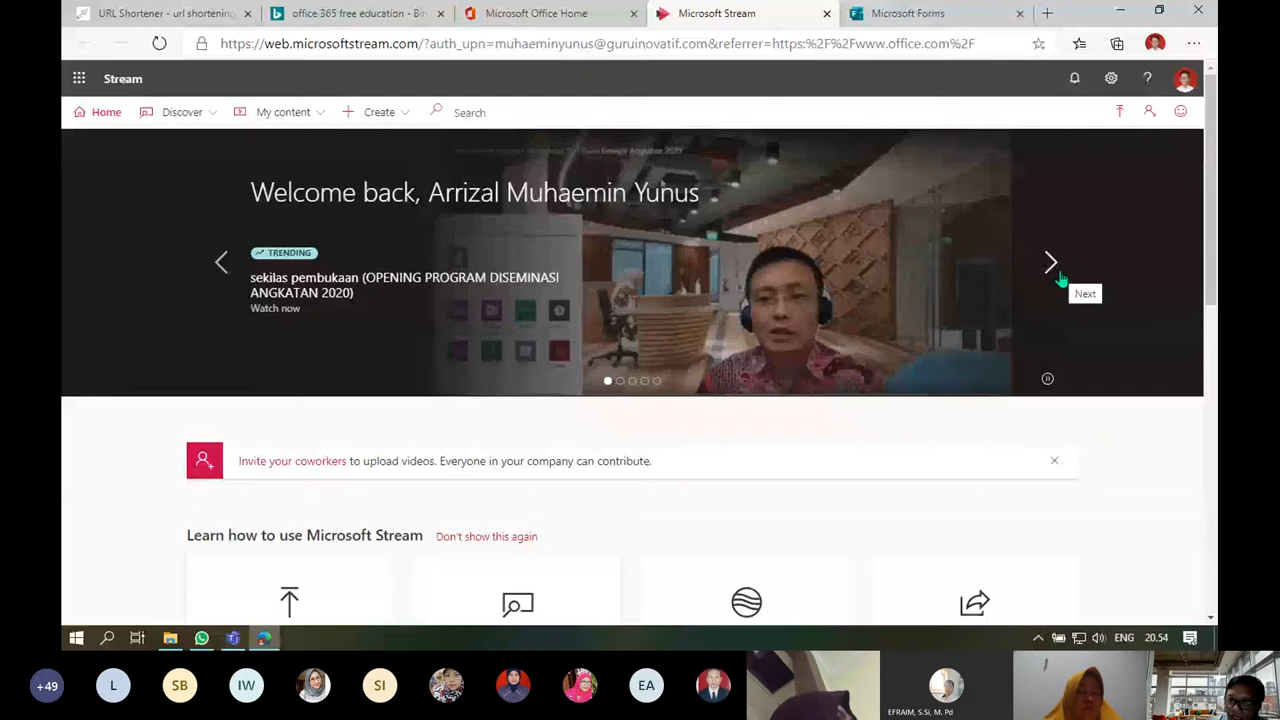 URL Shortener - url shortening
office 365 free education - Bin
Microsoft Office Home
Microsoft Stream
Microsoft Forms
https://web.microsoftstream.com/?auth_upn=muhaeminyunus@guruinovatif.com&referrer=https:%2F%2Fwww.office.com%2F
Stream
Home
Discover
My content
Create
Search
Welcome back, Arrizal Muhaemin Yunus
TRENDING
sekilas pembukaan (OPENING PROGRAM DISEMINASI
ANGKATAN 2020)
Watch now
Next
Invite your coworkers to upload videos. Everyone in your company can contribute.
Learn how to use Microsoft Stream Don't show this again
ENG
20.54
+49
L
SB
IW
SI
EA
EFRAIM, S.Si, M. Pd